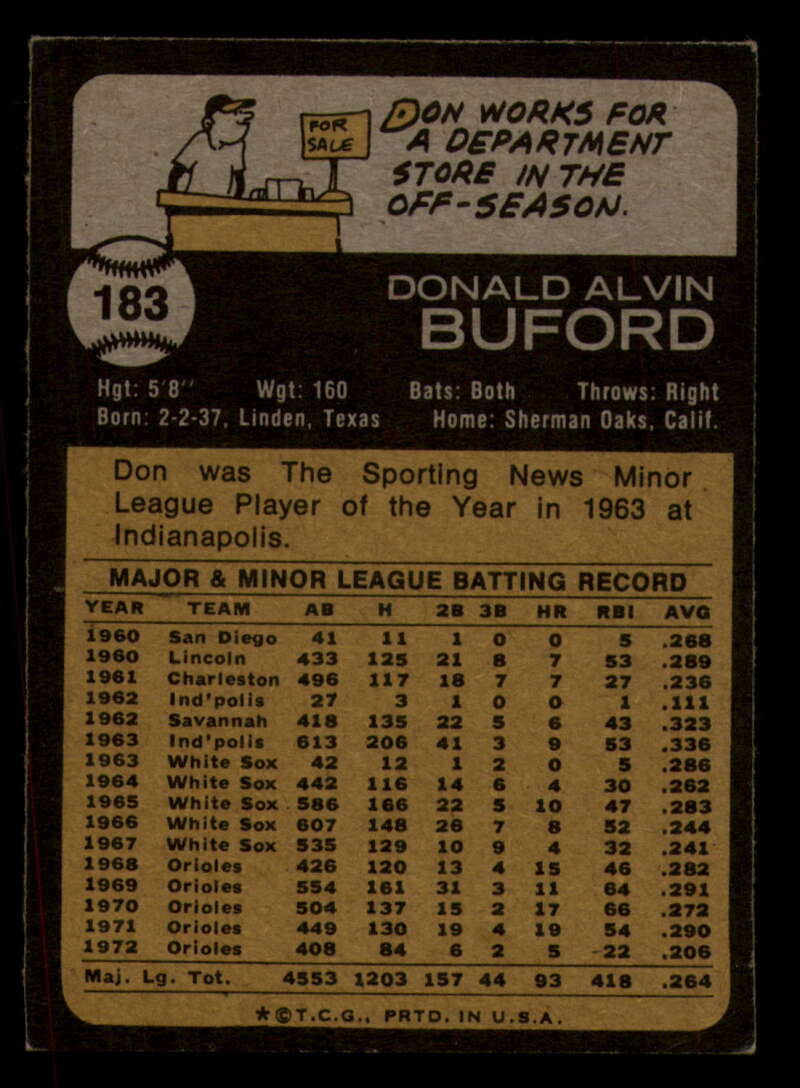 FOR
SALE
DON WORKS FOR
A DEPARTMENT
STORE IN THE
OFF-SEASON.
183
DONALD ALVIN
BUFORD
Hgt: 5'8" Wgt: 160 Bats: Both Throws: Right
Born: 2-2-37, Linden, Texas Home: Sherman Oaks, Calif.
Don was The Sporting News Minor
League Player of the Year in 1963 at
Indianapolis.
MAJOR & MINOR LEAGUE BATTING RECORD
YEAR TEAM AB H 2B 3B HR RBI AVG
1960 San Diego 41 11 1 0 0 5 .268
1960 Lincoln 433 125 21 8 7 53 .289
1961 Charleston 496 117 18 7 7 27 .236
1962 Ind'polis 27 3 1 0 0 1 .111
1962 Savannah 418 135 22 5 6 43 .323
1963 Ind'polis 613 206 41 3 9 53 .336
1963 White Sox 42 12 1 2 0 5 .286
1964 White Sox 442 116 14 6 4 30 .262
1965 White Sox 586 166 22 5 10 47 .283
1966 White Sox 607 148 26 7 8 52 .244
1967 White Sox 535 129 10 9 4 32 .241
1968 Orioles 426 120 13 4 15 46 .282
1969 Orioles 554 161 31 3 11 64 .291
1970 Orioles 504 137 15 2 17 66 .272
1971 Orioles 449 130 19 4 19 54 .290
1972 Orioles 408 84 6 2 5 22 .206
Maj. Lg. Tot. 4553 1203 157 44 93 418 .264
*©T.C.G., PRTD. IN U.S.A.